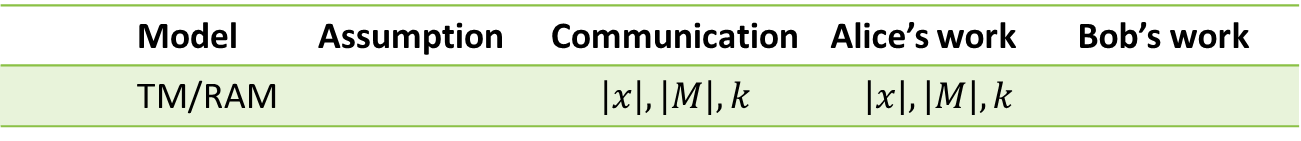 Model Assumption Communication Alice’s work Bob’s work
TM/RAM |x|, |M|, k |x|, |M|, k